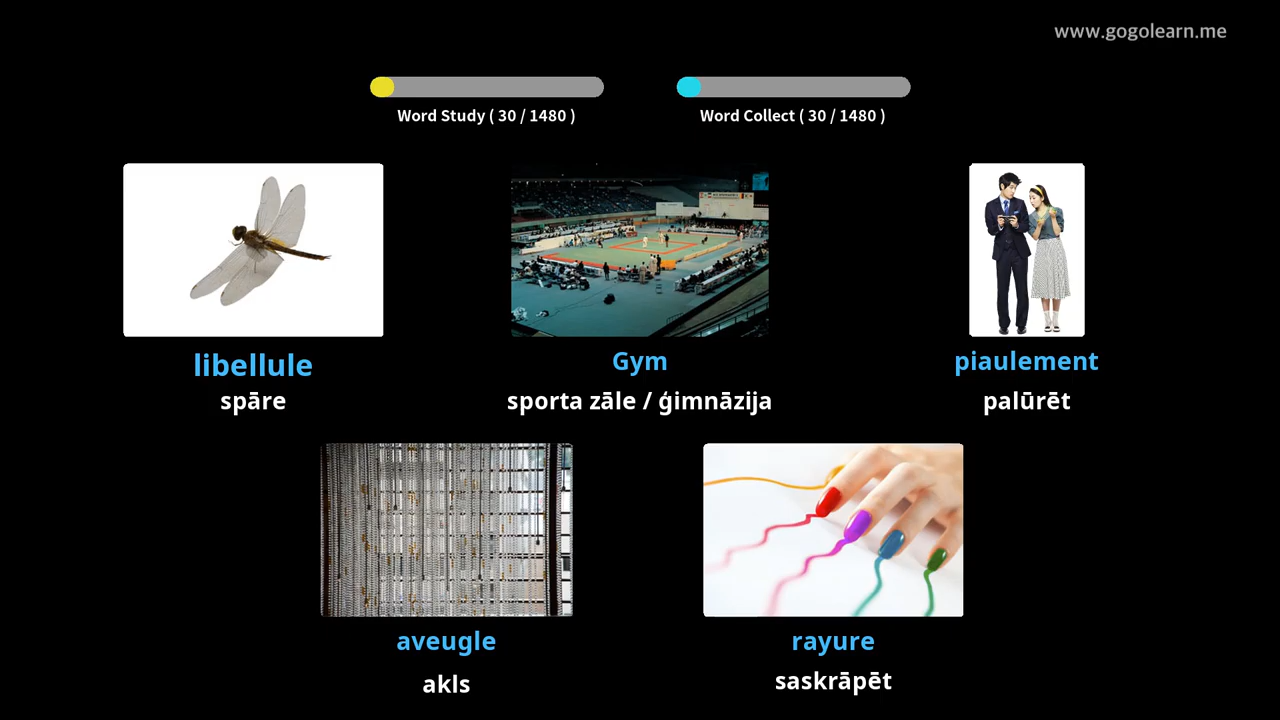 www.gogolearn.me
Word Study ( 30 / 1480 )
Word Collect ( 30 / 1480 )
libellule
spāre
Gym
sporta zāle / ģimnāzija
piaulement
palūrēt
aveugle
akls
rayure
saskrāpēt